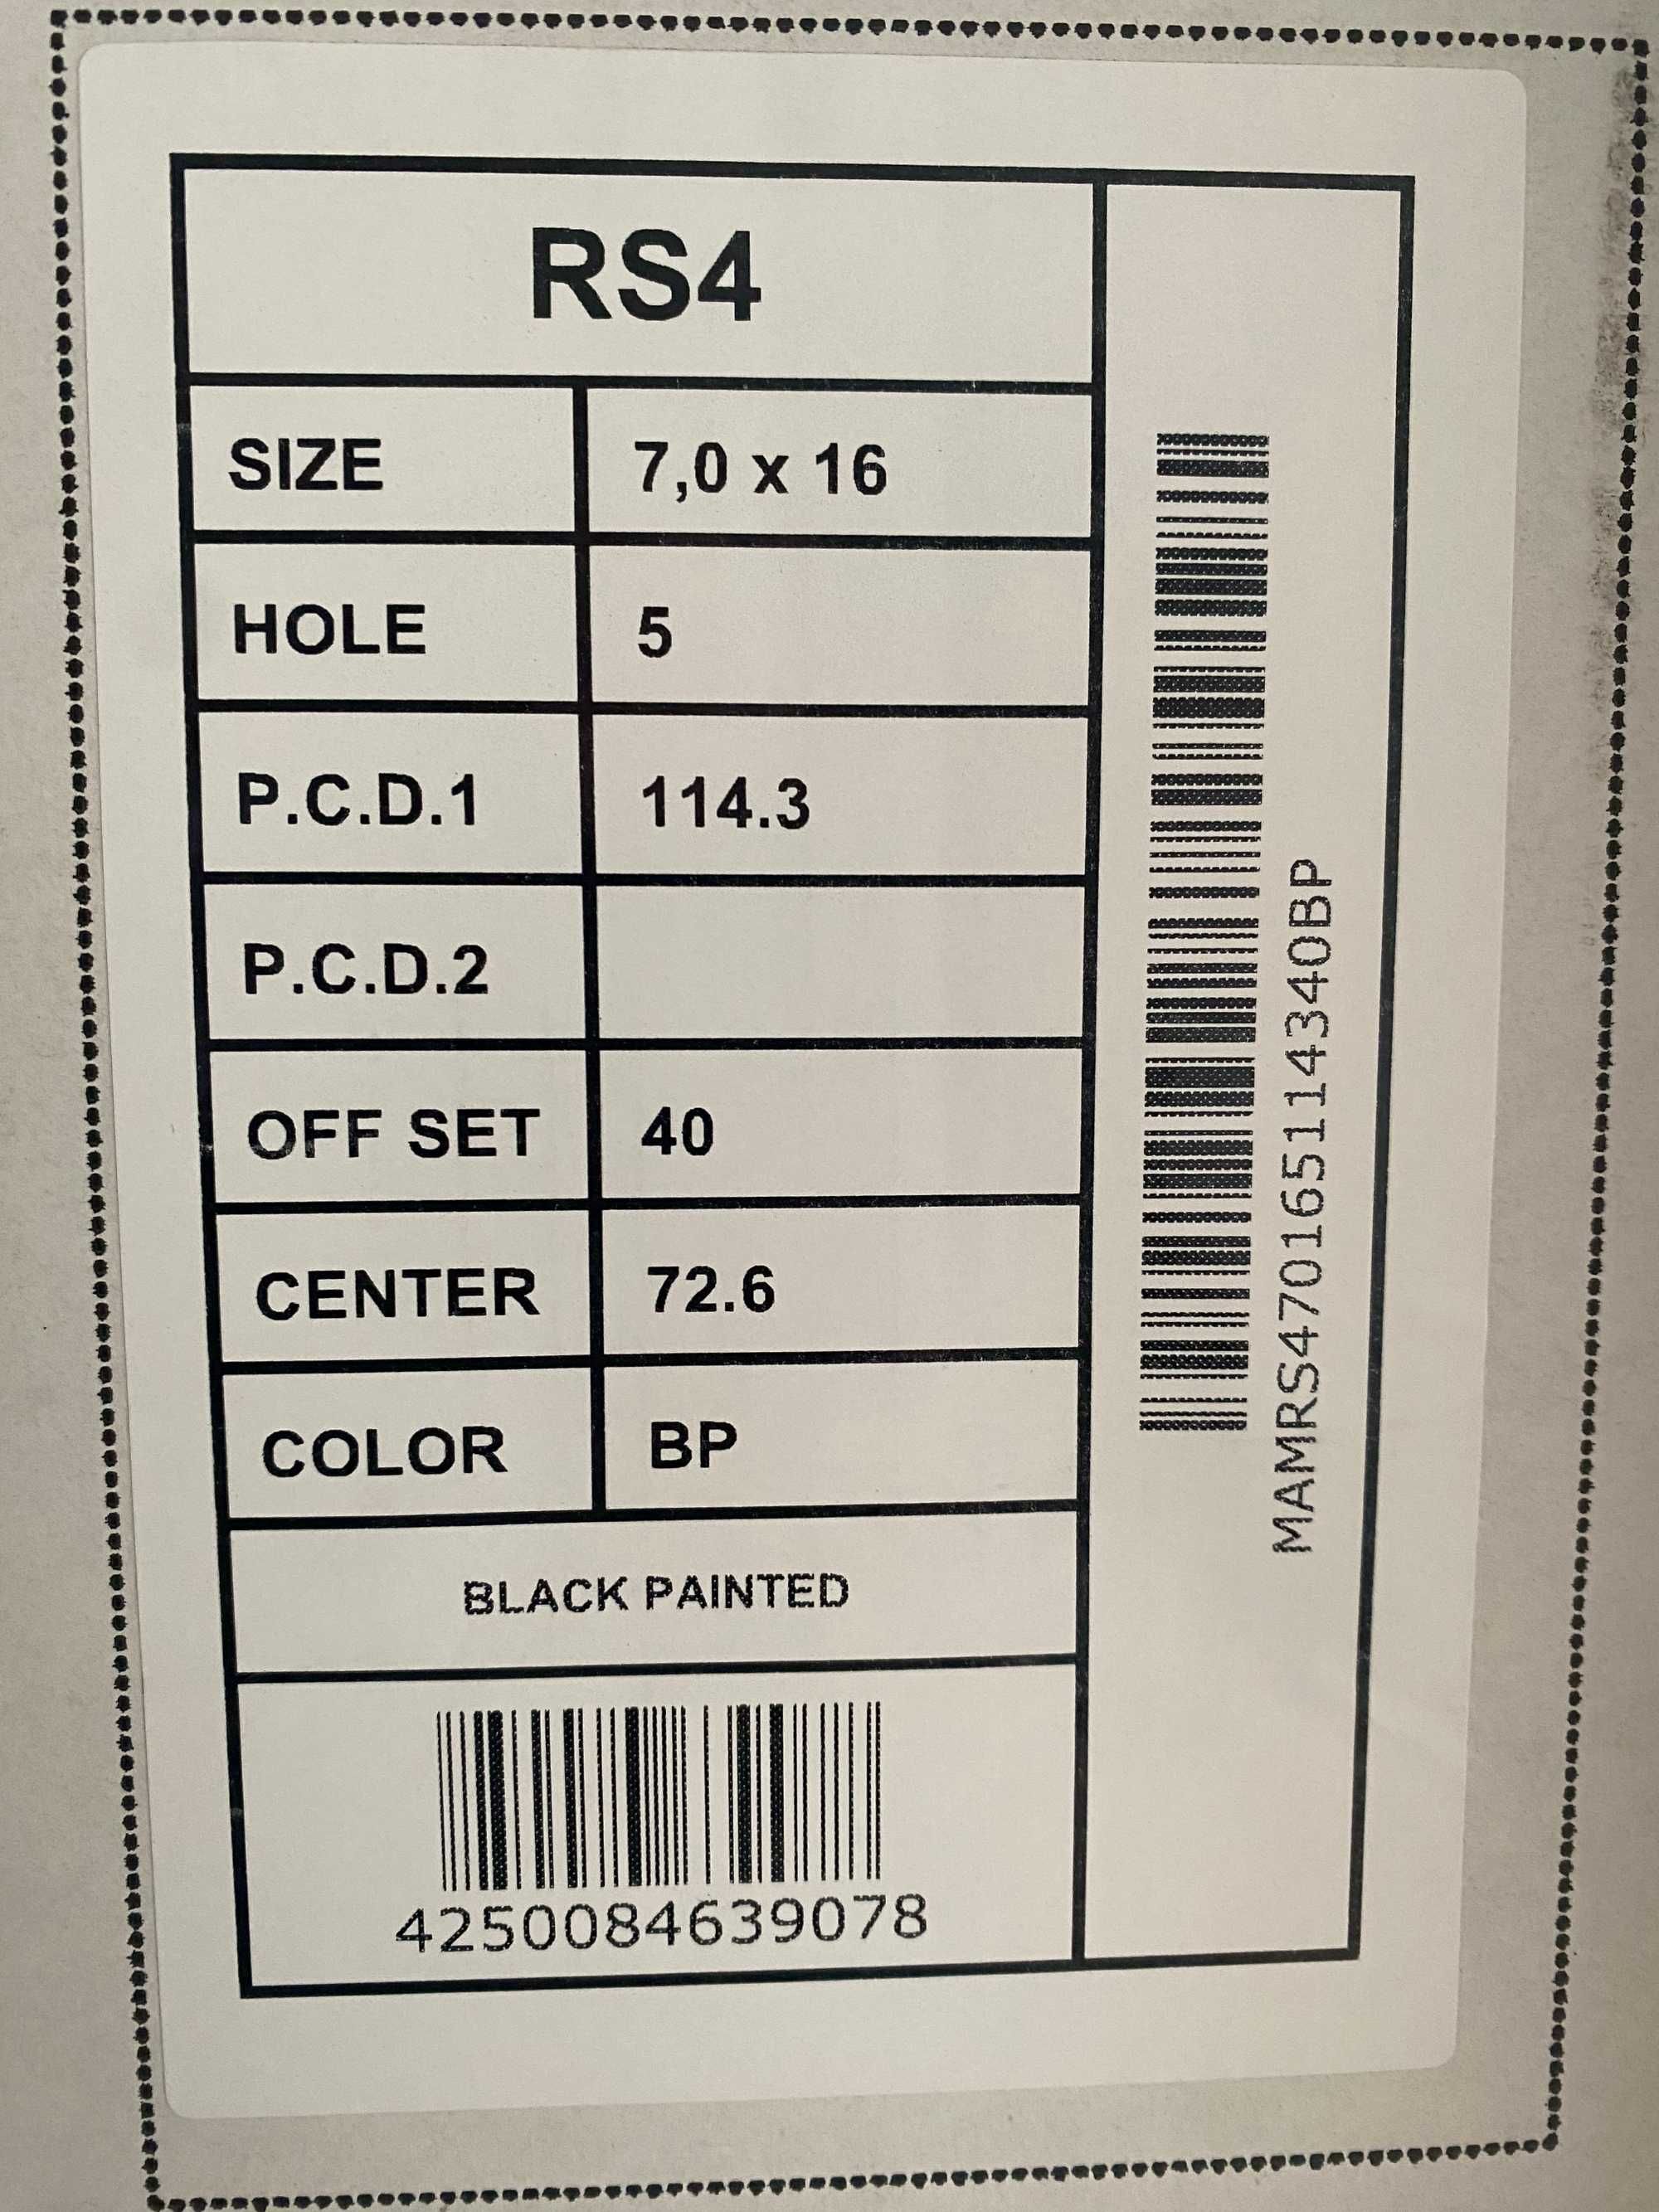 RS4
SIZE 7,0 x 16
HOLE 5
P.C.D.1 114.3
P.C.D.2
OFF SET 40
CENTER 72.6
COLOR BP
BLACK PAINTED
4250084639078
MAMRS470165114340BP